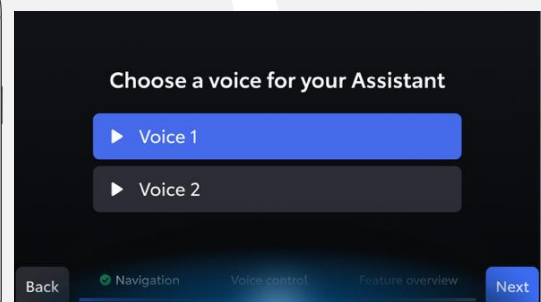 Choose a voice for your Assistant
Voice 1
Voice 2
Back
Navigation
Voice control
Feature overview
Next